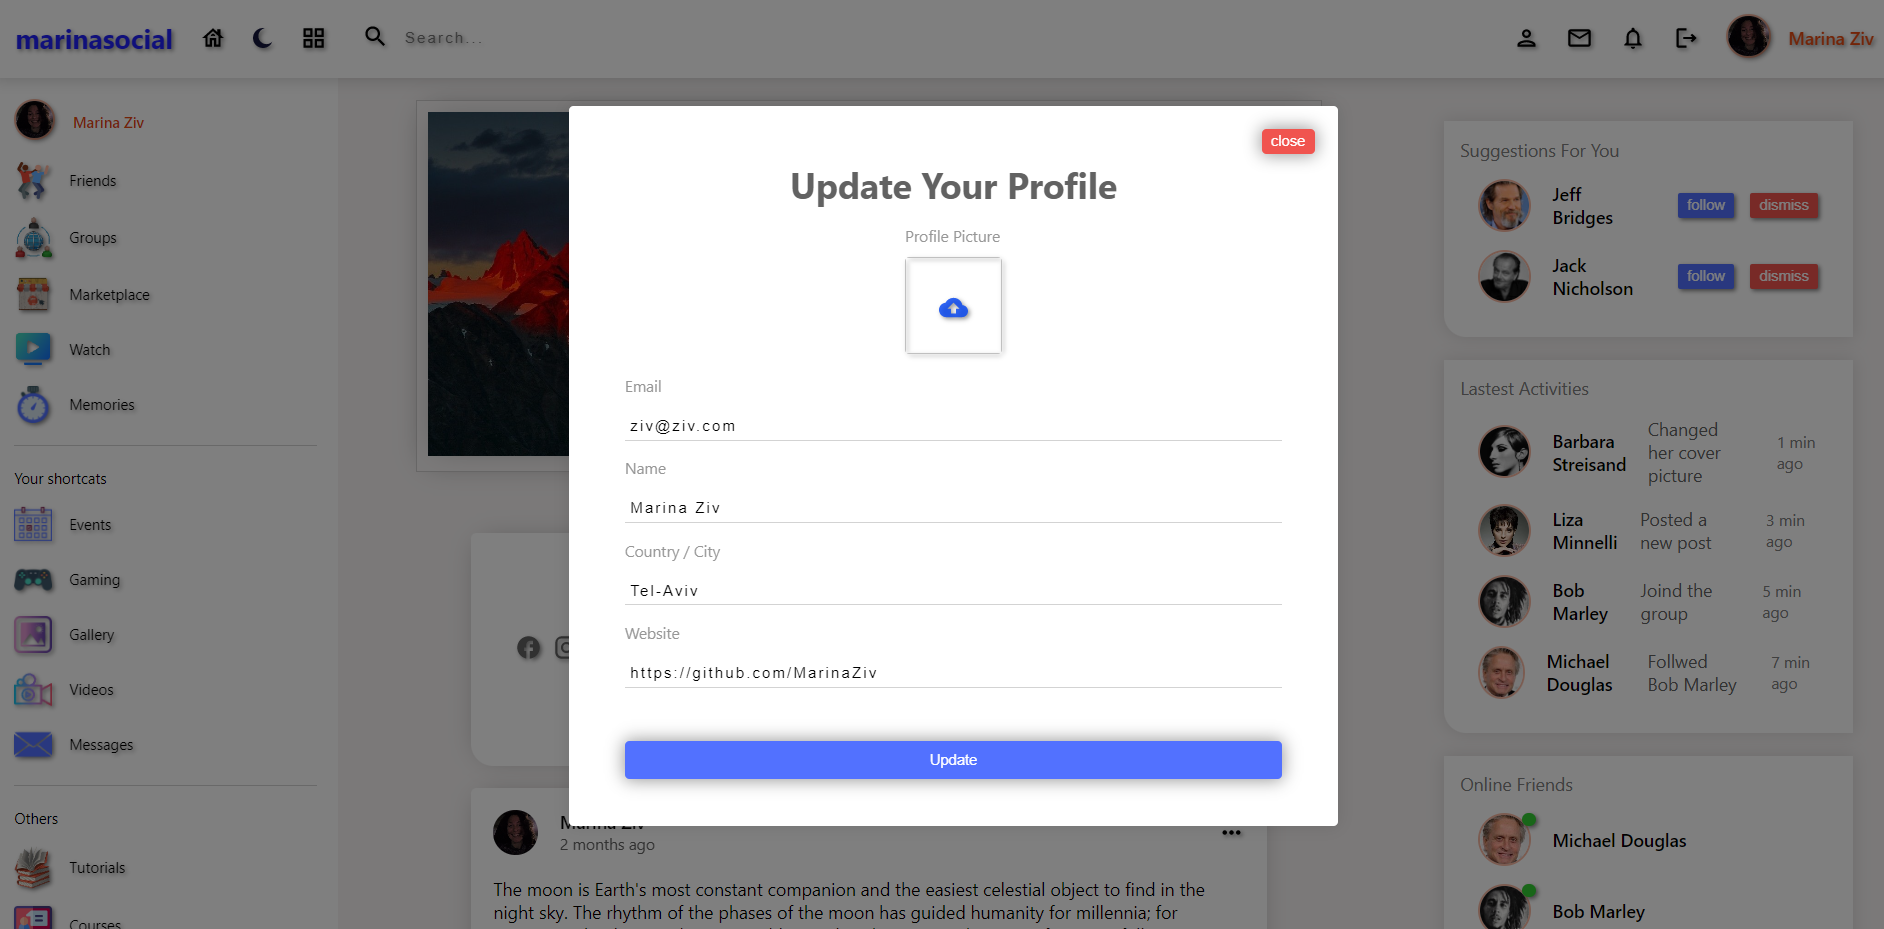 marinasocial
Search...
Marina Ziv
Marina Ziv
Friends
Groups
Marketplace
Watch
Memories
Your shortcats
Events
Gaming
Gallery
Videos
Messages
Others
Tutorials
Courses
close
Update Your Profile
Profile Picture
Email
ziv@ziv.com
Name
Marina Ziv
Country / City
Tel-Aviv
Website
https://github.com/MarinaZiv
Update
Marina Ziv
2 months ago
The moon is Earth's most constant companion and the easiest celestial object to find in the
night sky. The rhythm of the phases of the moon has guided humanity for millennia; for
Suggestions For You
Jeff
Bridges
follow
dismiss
Jack
Nicholson
follow
dismiss
Lastest Activities
Barbara
Streisand
Changed
her cover
picture
1 min
ago
Liza
Minnelli
Posted a
new post
3 min
ago
Bob
Marley
Joind the
group
5 min
ago
Michael
Douglas
Follwed
Bob Marley
7 min
ago
Online Friends
Michael Douglas
Bob Marley